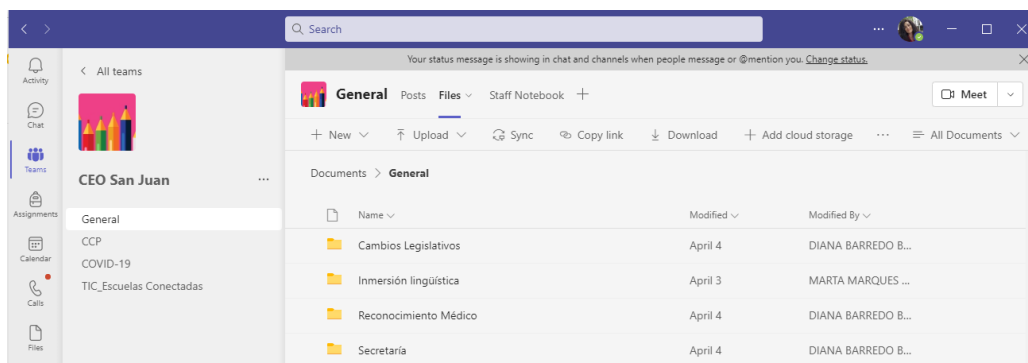 Search
Your status message is showing in chat and channels when people message or @mention you. Change status.
Activity
Chat
Teams
Assignments
Calendar
Calls
Files
All teams
CEO San Juan
General
CCP
COVID-19
TIC_Escuelas Conectadas
General Posts Files Staff Notebook
Meet
New Upload Sync Copy link Download Add cloud storage ... All Documents
Documents > General
Name Modified Modified By
Cambios Legislativos April 4 DIANA BARREDO B...
Inmersión lingüística April 3 MARTA MARQUES ...
Reconocimiento Médico April 4 DIANA BARREDO B...
Secretaría April 4 DIANA BARREDO B...